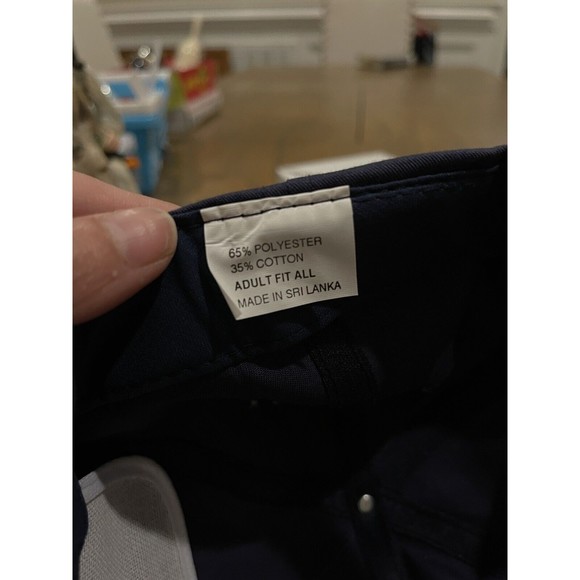 65% POLYESTER
35% COTTON
ADULT FIT ALL
MADE IN SRI LANKA